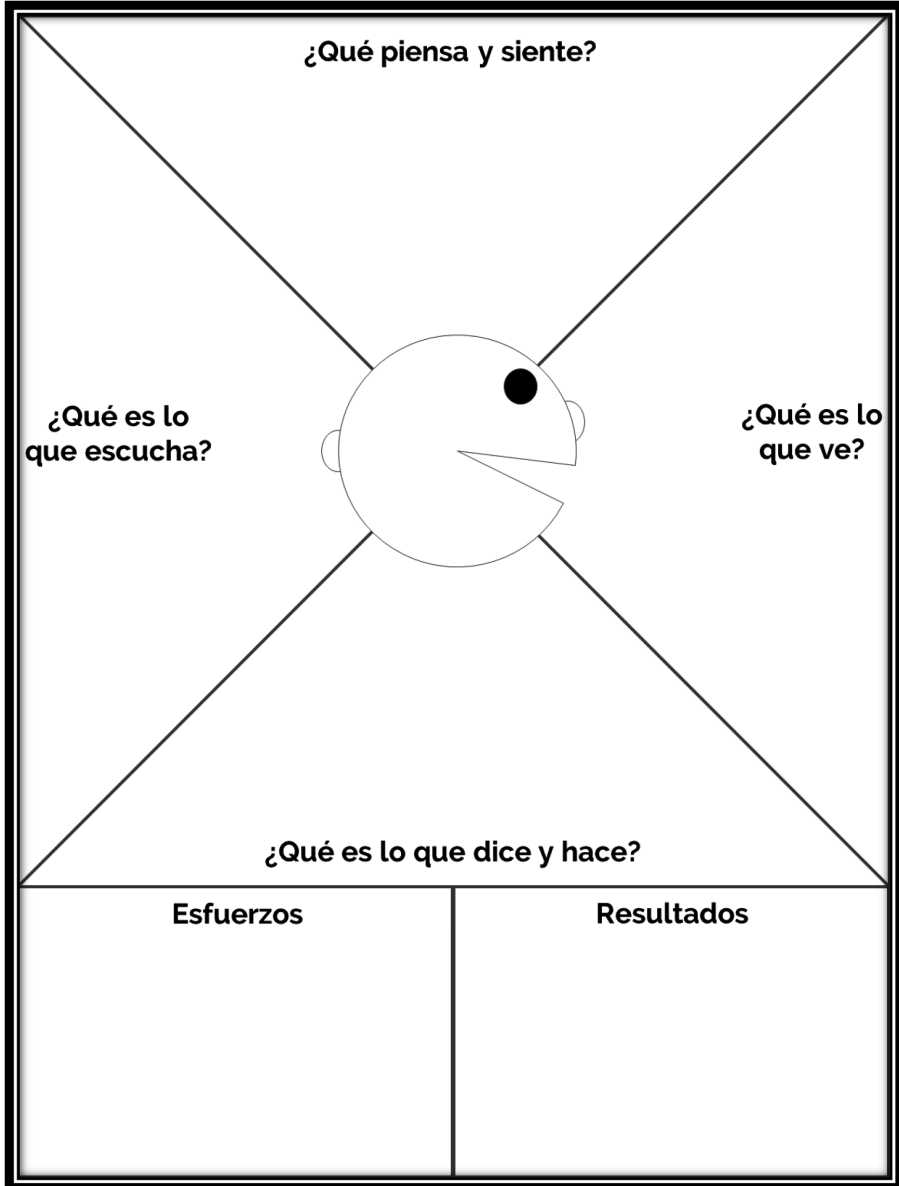 ¿Qué piensa y siente?
¿Qué es lo
que escucha?
¿Qué es lo
que ve?
¿Qué es lo que dice y hace?
Esfuerzos
Resultados